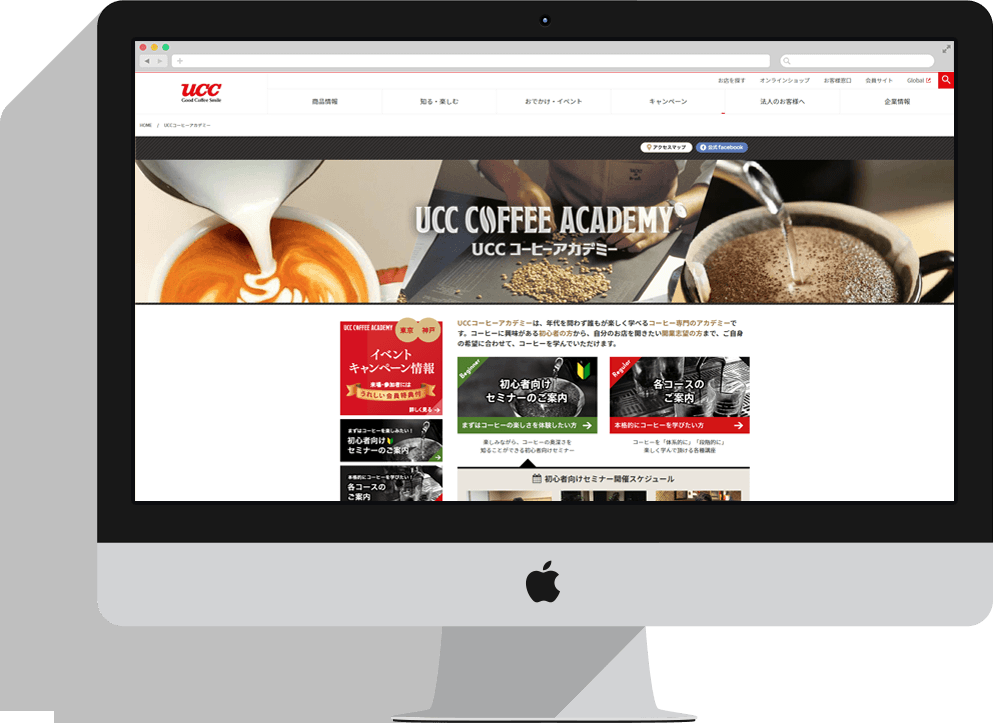 UCC
Good Coffee Smile
お店を探す オンラインショップ お客様窓口 会員サイト Global
商品情報 知る・楽しむ おでかけ・イベント キャンペーン 法人のお客様へ 企業情報
HOME / UCCコーヒーアカデミー
アクセスマップ 公式 facebook
UCC COFFEE ACADEMY
UCC コーヒーアカデミー
UCC COFFEE ACADEMY 東京 神戸
イベント
キャンペーン情報
来場・参加者には
うれしい会員特典付
詳しく見る
まずはコーヒーを楽しみたい!
初心者向け
セミナーのご案内
本格的にコーヒーを学びたい!
各コースの
ご案内
UCCコーヒーアカデミーは、年代を問わず誰もが楽しく学べるコーヒー専門のアカデミーで
す。コーヒーに興味がある初心者の方から、自分のお店を開きたい開業志望の方まで、ご自身
の希望に合わせて、コーヒーを学んでいただけます。
Beginner
初心者向け
セミナーのご案内
まずはコーヒーの楽しさを体験したい方
楽しみながら、コーヒーの奥深さを
知ることができる初心者向けセミナー
Regular
各コースの
ご案内
本格的にコーヒーを学びたい方
コーヒーを「体系的に」「段階的に」
楽しく学んで頂ける各種講座
初心者向けセミナー開催スケジュール